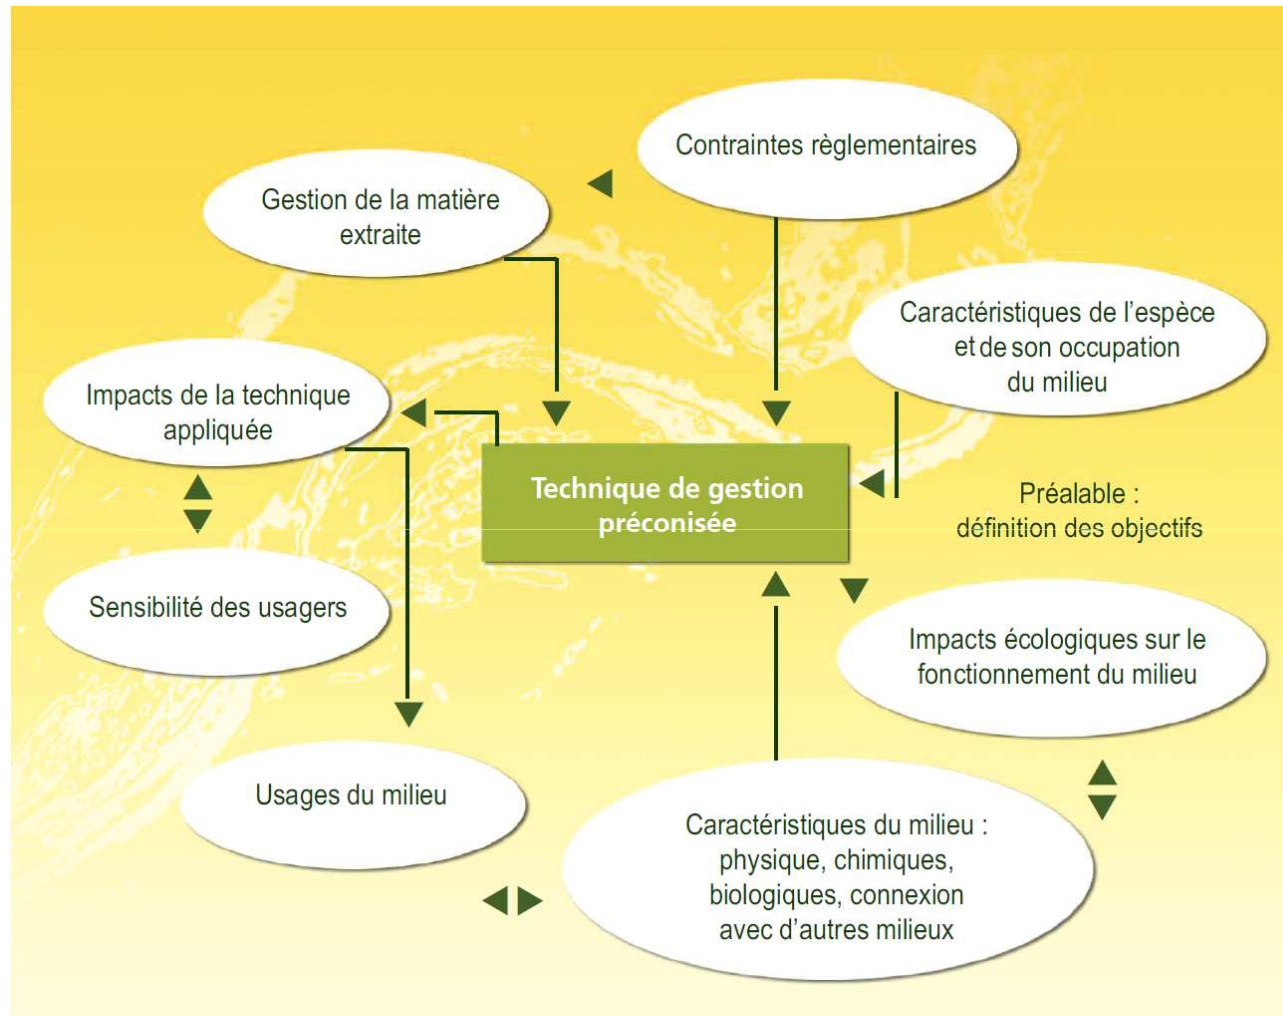 Contraintes règlementaires
Gestion de la matière
extraite
Caractéristiques de l'espèce
et de son occupation
du milieu
Impacts de la technique
appliquée
Technique de gestion
préconisée
Préalable :
définition des objectifs
Sensibilité des usagers
Impacts écologiques sur le
fonctionnement du milieu
Usages du milieu
Caractéristiques du milieu :
physique, chimiques,
biologiques, connexion
avec d'autres milieux